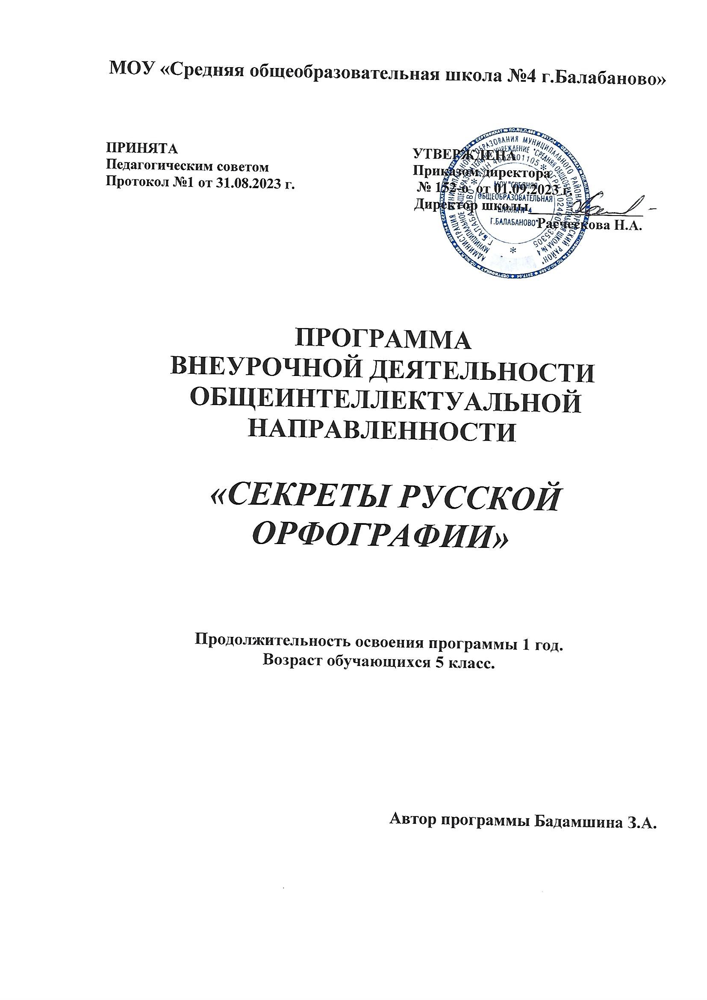 МОУ «Средняя общеобразовательная школа №4 г.Балабаново»
ПРИНЯТА
Педагогическим советом
Протокол №1 от 31.08.2023 г.
УТВЕРЖДЕНА
Приказом директора
№ 152-о от 01.09.2023 г.
Директор школы
Расческова Н.А.
МОУ "СРЕДНЯЯ
ОБЩЕОБРАЗОВАТЕЛЬНАЯ
ШКОЛА № 4
Г.БАЛАБАНОВО"
ПРОГРАММА
ВНЕУРОЧНОЙ ДЕЯТЕЛЬНОСТИ
ОБЩЕИНТЕЛЛЕКТУАЛЬНОЙ
НАПРАВЛЕННОСТИ
«СЕКРЕТЫ РУССКОЙ
ОРФОГРАФИИ»
Продолжительность освоения программы 1 год.
Возраст обучающихся 5 класс.
Автор программы Бадамшина З.А.